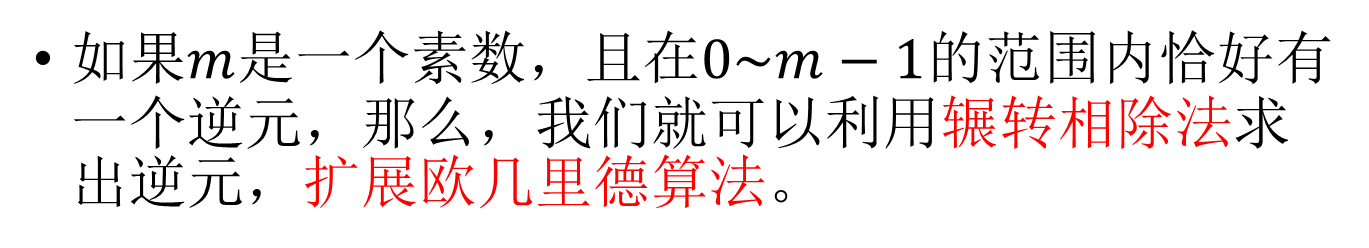 • 如果𝑚是一个素数，且在0~𝑚 − 1的范围内恰好有
一个逆元，那么，我们就可以利用辗转相除法求
出逆元，扩展欧几里德算法。